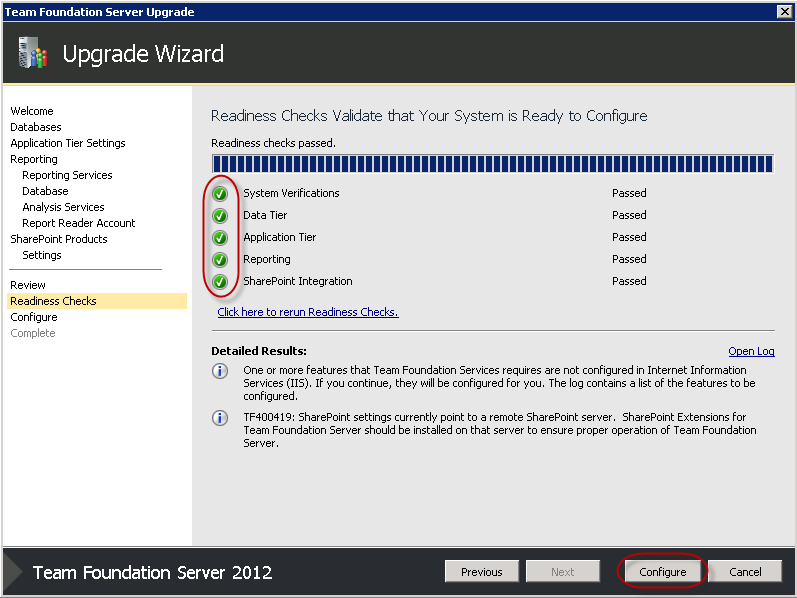 Team Foundation Server Upgrade
Upgrade Wizard
Welcome
Databases
Application Tier Settings
Reporting
Reporting Services
Database
Analysis Services
Report Reader Account
SharePoint Products
Settings
Review
Readiness Checks
Configure
Complete
Readiness Checks Validate that Your System is Ready to Configure
Readiness checks passed.
System Verifications Passed
Data Tier Passed
Application Tier Passed
Reporting Passed
SharePoint Integration Passed
Click here to rerun Readiness Checks.
Detailed Results: Open Log
One or more features that Team Foundation Services requires are not configured in Internet Information
Services (IIS). If you continue, they will be configured for you. The log contains a list of the features to be
configured.
TF400419: SharePoint settings currently point to a remote SharePoint server. SharePoint Extensions for
Team Foundation Server should be installed on that server to ensure proper operation of Team Foundation
Server.
Team Foundation Server 2012
Previous Next Configure Cancel